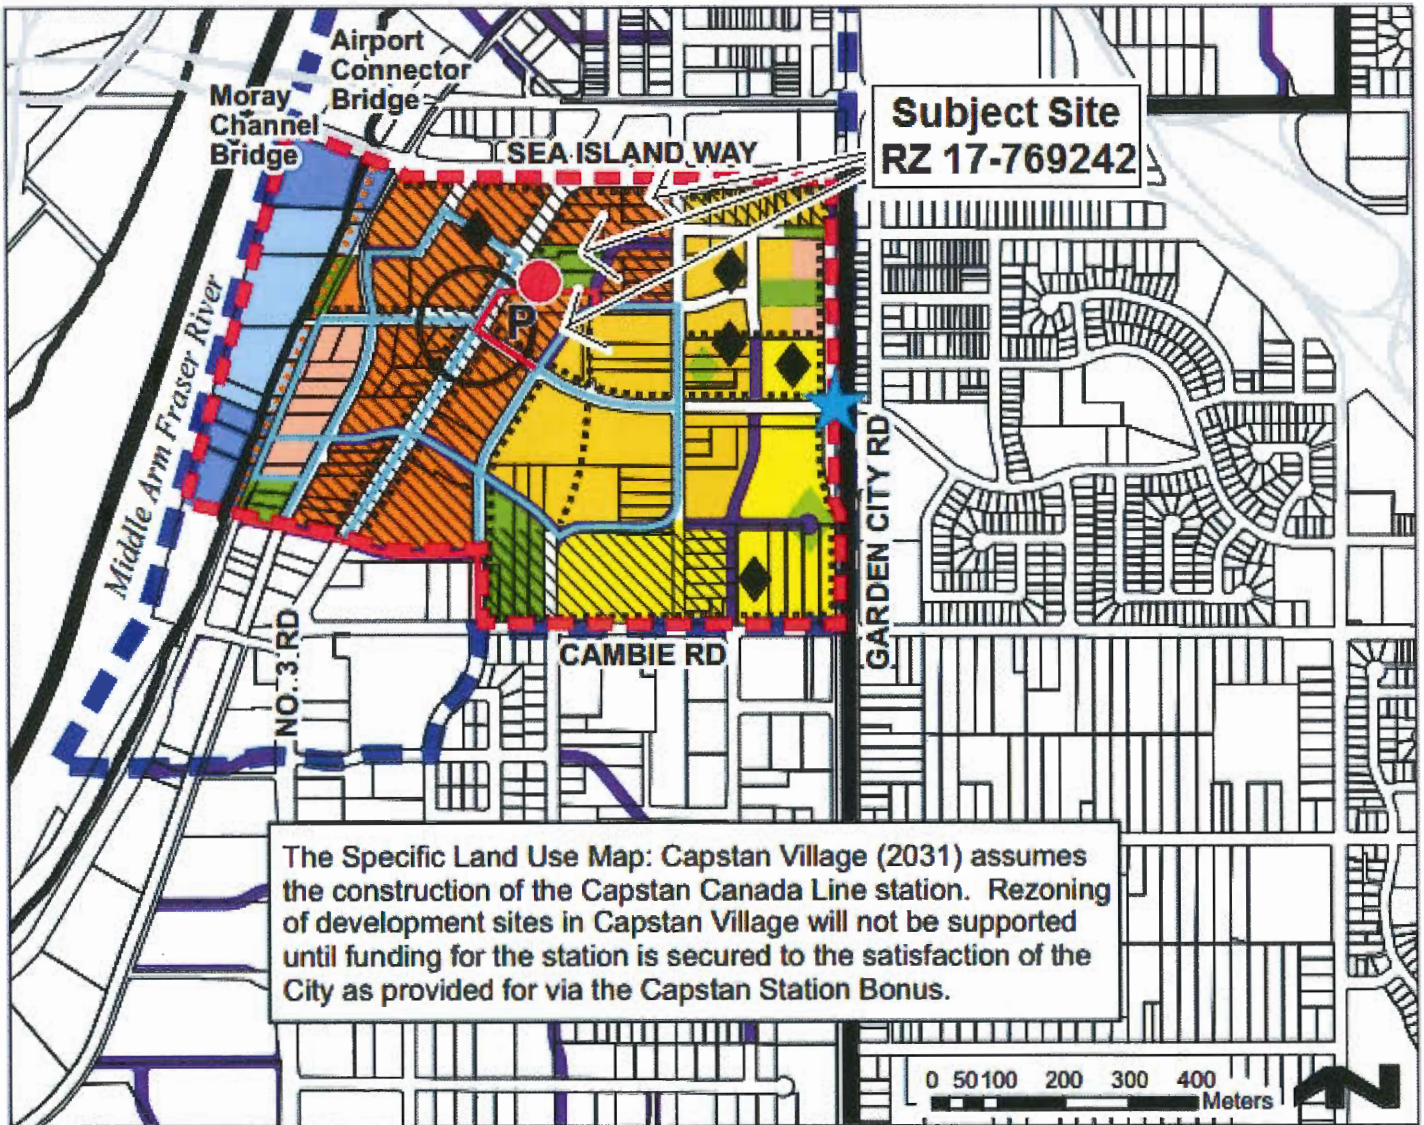 Airport
Connector
Bridge
Moray
Channel
Bridge
SEA ISLAND WAY
Subject Site
RZ 17-769242
P
Middle Arm Fraser River
GARDEN CITY RD
NO. 3 RD
CAMBIE RD
The Specific Land Use Map: Capstan Village (2031) assumes
the construction of the Capstan Canada Line station. Rezoning
of development sites in Capstan Village will not be supported
until funding for the station is secured to the satisfaction of the
City as provided for via the Capstan Station Bonus.
0 50 100 200 300 400
Meters